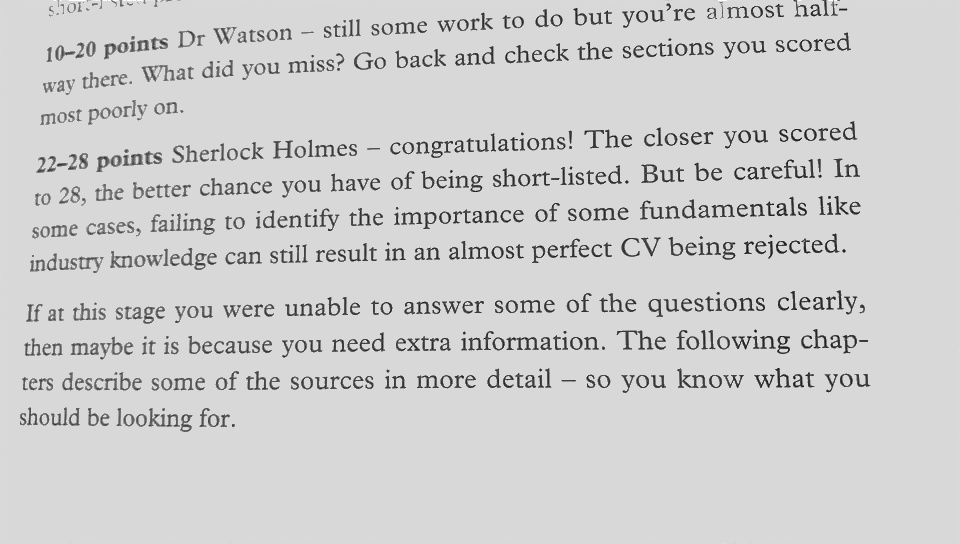 10–20 points Dr Watson – still some work to do but you're almost half-
way there. What did you miss? Go back and check the sections you scored
most poorly on.
22–28 points Sherlock Holmes – congratulations! The closer you scored
to 28, the better chance you have of being short-listed. But be careful! In
some cases, failing to identify the importance of some fundamentals like
industry knowledge can still result in an almost perfect CV being rejected.
If at this stage you were unable to answer some of the questions clearly,
then maybe it is because you need extra information. The following chap-
ters describe some of the sources in more detail – so you know what you
should be looking for.